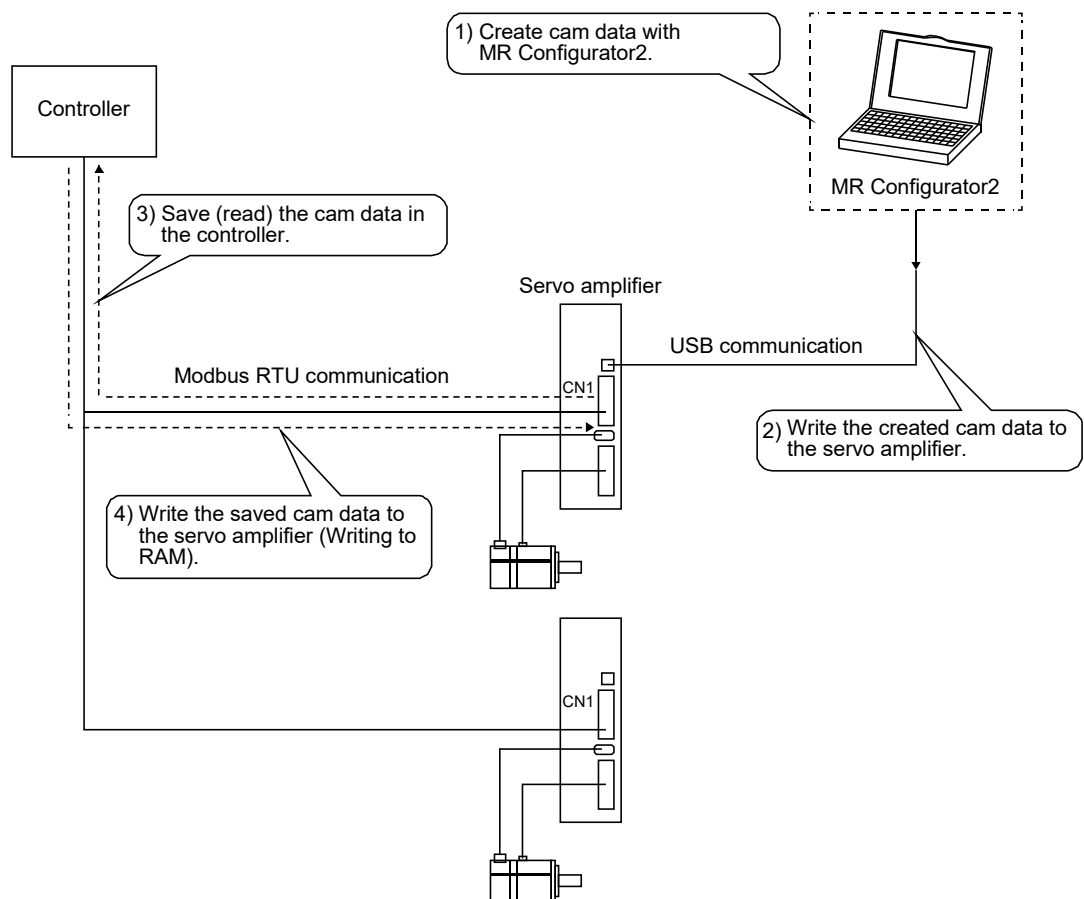 1) Create cam data with
MR Configurator2.
Controller
MR Configurator2
3) Save (read) the cam data in
the controller.
Servo amplifier
USB communication
Modbus RTU communication
CN1
2) Write the created cam data to
the servo amplifier.
4) Write the saved cam data to
the servo amplifier (Writing to
RAM).
CN1